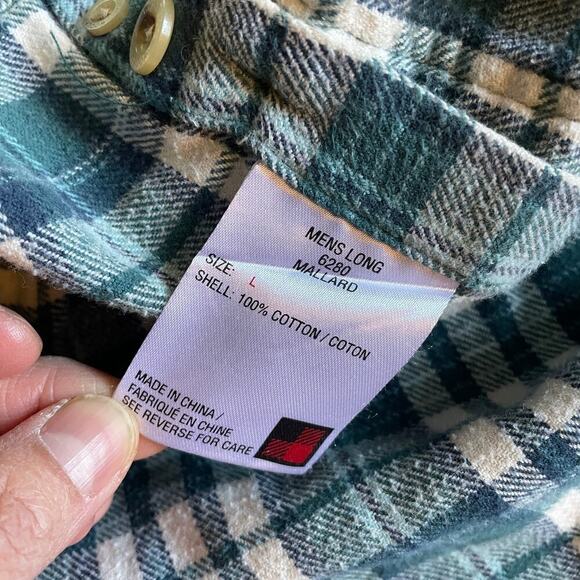 MENS LONG
6280
MALLARD
SIZE: L
SHELL: 100% COTTON / COTON
MADE IN CHINA /
FABRIQUÉ EN CHINE
SEE REVERSE FOR CARE